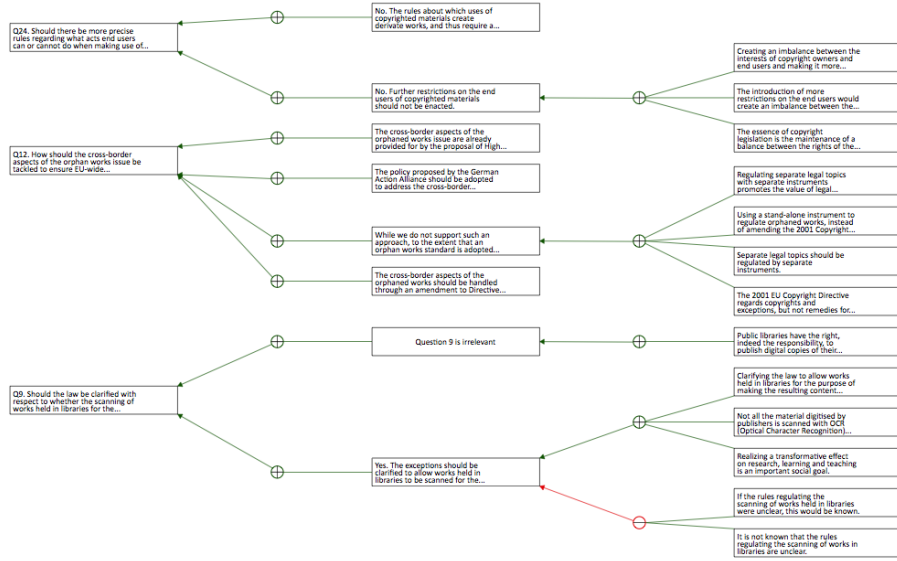 Q24. Should there be more precise
rules regarding what acts end users
can or cannot do when making use of...
No. The rules about which uses of
copyrighted materials create
derivate works, and thus require a...
No. Further restrictions on the end
users of copyrighted materials
should not be enacted.
Creating an imbalance between the
interests of copyright owners and
end users and making it more...
The introduction of more
restrictions on the end users would
create an imbalance between the...
The essence of copyright
legislation is the maintenance of a
balance between the rights of the...
Q12. How should the cross-border
aspects of the orphan works issue be
tackled to ensure EU-wide...
The cross-border aspects of the
orphaned works issue are already
provided for by the proposal of High...
The policy proposed by the German
Action Alliance should be adopted
to address the cross-border...
While we do not support such an
approach, to the extent that an
orphan works standard is adopted...
The cross-border aspects of the
orphaned works should be handled
through an amendment to Directive...
Regulating separate legal topics
with separate instruments
promotes the value of legal...
Using a stand-alone instrument to
regulate orphaned works, instead
of amending the 2001 Copyright...
Separate legal topics should be
regulated by separate
instruments.
The 2001 EU Copyright Directive
regards copyrights and
exceptions, but not remedies for...
Q9. Should the law be clarified with
respect to whether the scanning of
works held in libraries for the...
Question 9 is irrelevant
Public libraries have the right,
indeed the responsibility, to
publish digital copies of their...
Yes. The exceptions should be
clarified to allow works held in
libraries to be scanned for the...
Clarifying the law to allow works
held in libraries for the purpose of
making the resulting content...
Not all the material digitised by
publishers is scanned with OCR
(Optical Character Recognition)...
Realizing a transformative effect
on research, learning and teaching
is an important social goal.
If the rules regulating the
scanning of works held in libraries
were unclear, this would be known.
It is not known that the rules
regulating the scanning of works in
libraries are unclear.